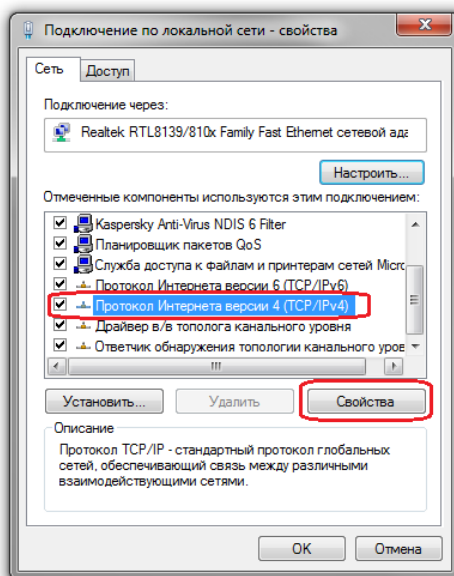 Подключение по локальной сети - свойства
Сеть Доступ
Подключение через:
Realtek RTL8139/810x Family Fast Ethernet сетевой ада
Настроить...
Отмеченные компоненты используются этим подключением:
Kaspersky Anti-Virus NDIS 6 Filter
Планировщик пакетов QoS
Служба доступа к файлам и принтерам сетей Micro
Протокол Интернета версии 6 (TCP/IPv6)
Протокол Интернета версии 4 (TCP/IPv4)
Драйвер в/в тополога канального уровня
Ответчик обнаружения топологии канального уров
Установить... Удалить Свойства
Описание
Протокол TCP/IP - стандартный протокол глобальных
сетей, обеспечивающий связь между различными
взаимодействующими сетями.
OK Отмена